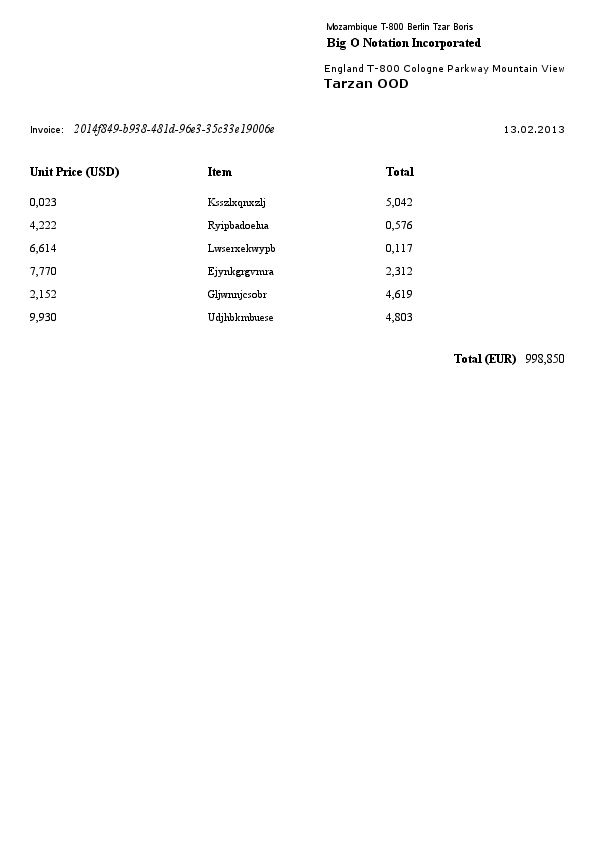 Mozambique T-800 Berlin Tzar Boris
Big O Notation Incorporated
England T-800 Cologne Parkway Mountain View
Tarzan OOD
Invoice: 2014f849-b938-481d-96e3-35c33e19006e 13.02.2013
Unit Price (USD) Item Total
0,023 Ksszlxqnxzlj 5,042
4,222 Ryipbadoelua 0,576
6,614 Lwserxekwypb 0,117
7,770 Ejynkgrgvmra 2,312
2,152 Gljwnnjcsobr 4,619
9,930 Udjhbkmbuese 4,803
Total (EUR) 998,850